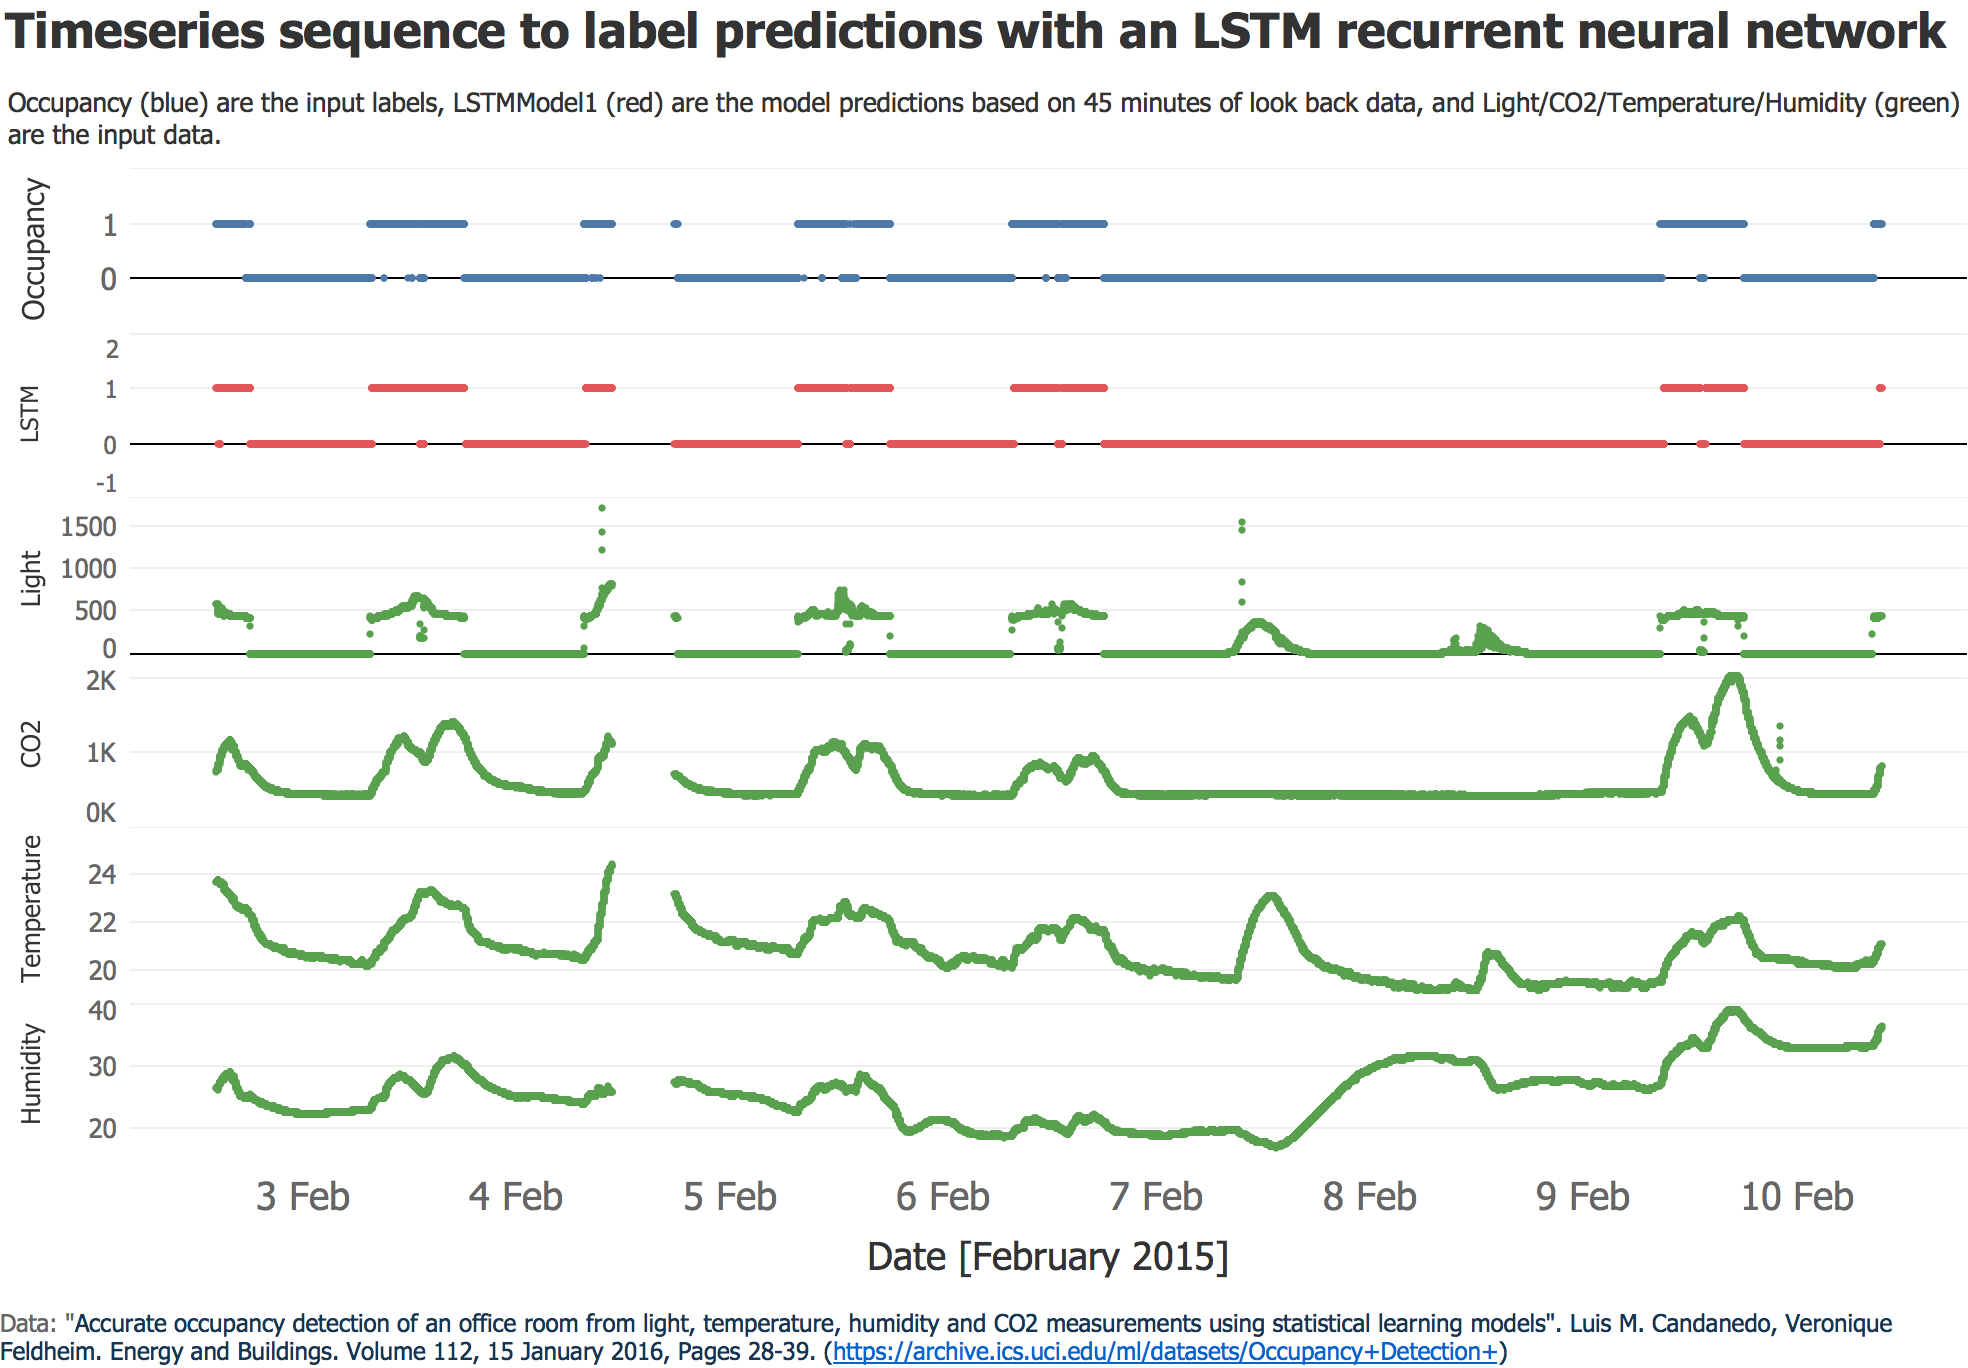 Timeseries sequence to label predictions with an LSTM recurrent neural network
Occupancy (blue) are the input labels, LSTMModel1 (red) are the model predictions based on 45 minutes of look back data, and Light/CO2/Temperature/Humidity (green)
are the input data.
Occupancy
1
0
LSTM
2
1
0
-1
Light
1500
1000
500
0
CO2
2K
1K
0K
Temperature
24
22
20
Humidity
40
30
20
3 Feb 4 Feb 5 Feb 6 Feb 7 Feb 8 Feb 9 Feb 10 Feb
Date [February 2015]
Data: "Accurate occupancy detection of an office room from light, temperature, humidity and CO2 measurements using statistical learning models". Luis M. Candanedo, Veronique
Feldheim. Energy and Buildings. Volume 112, 15 January 2016, Pages 28-39. (https://archive.ics.uci.edu/ml/datasets/Occupancy+Detection+)